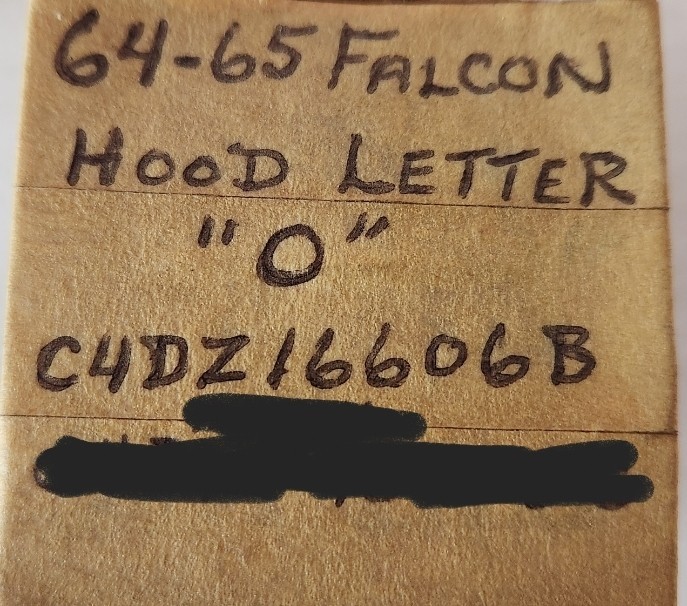 64-65 FALCON
HOOD LETTER
"O"
C4DZ16606B